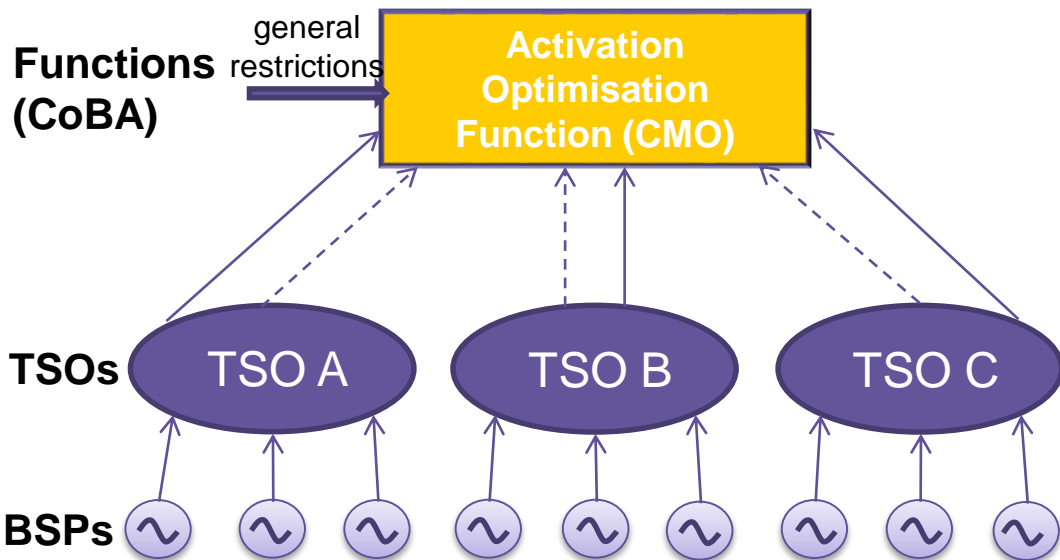 general
restrictions
Functions
(CoBA)
Activation
Optimisation
Function (CMO)
TSOs
TSO A
TSO B
TSO C
BSPs